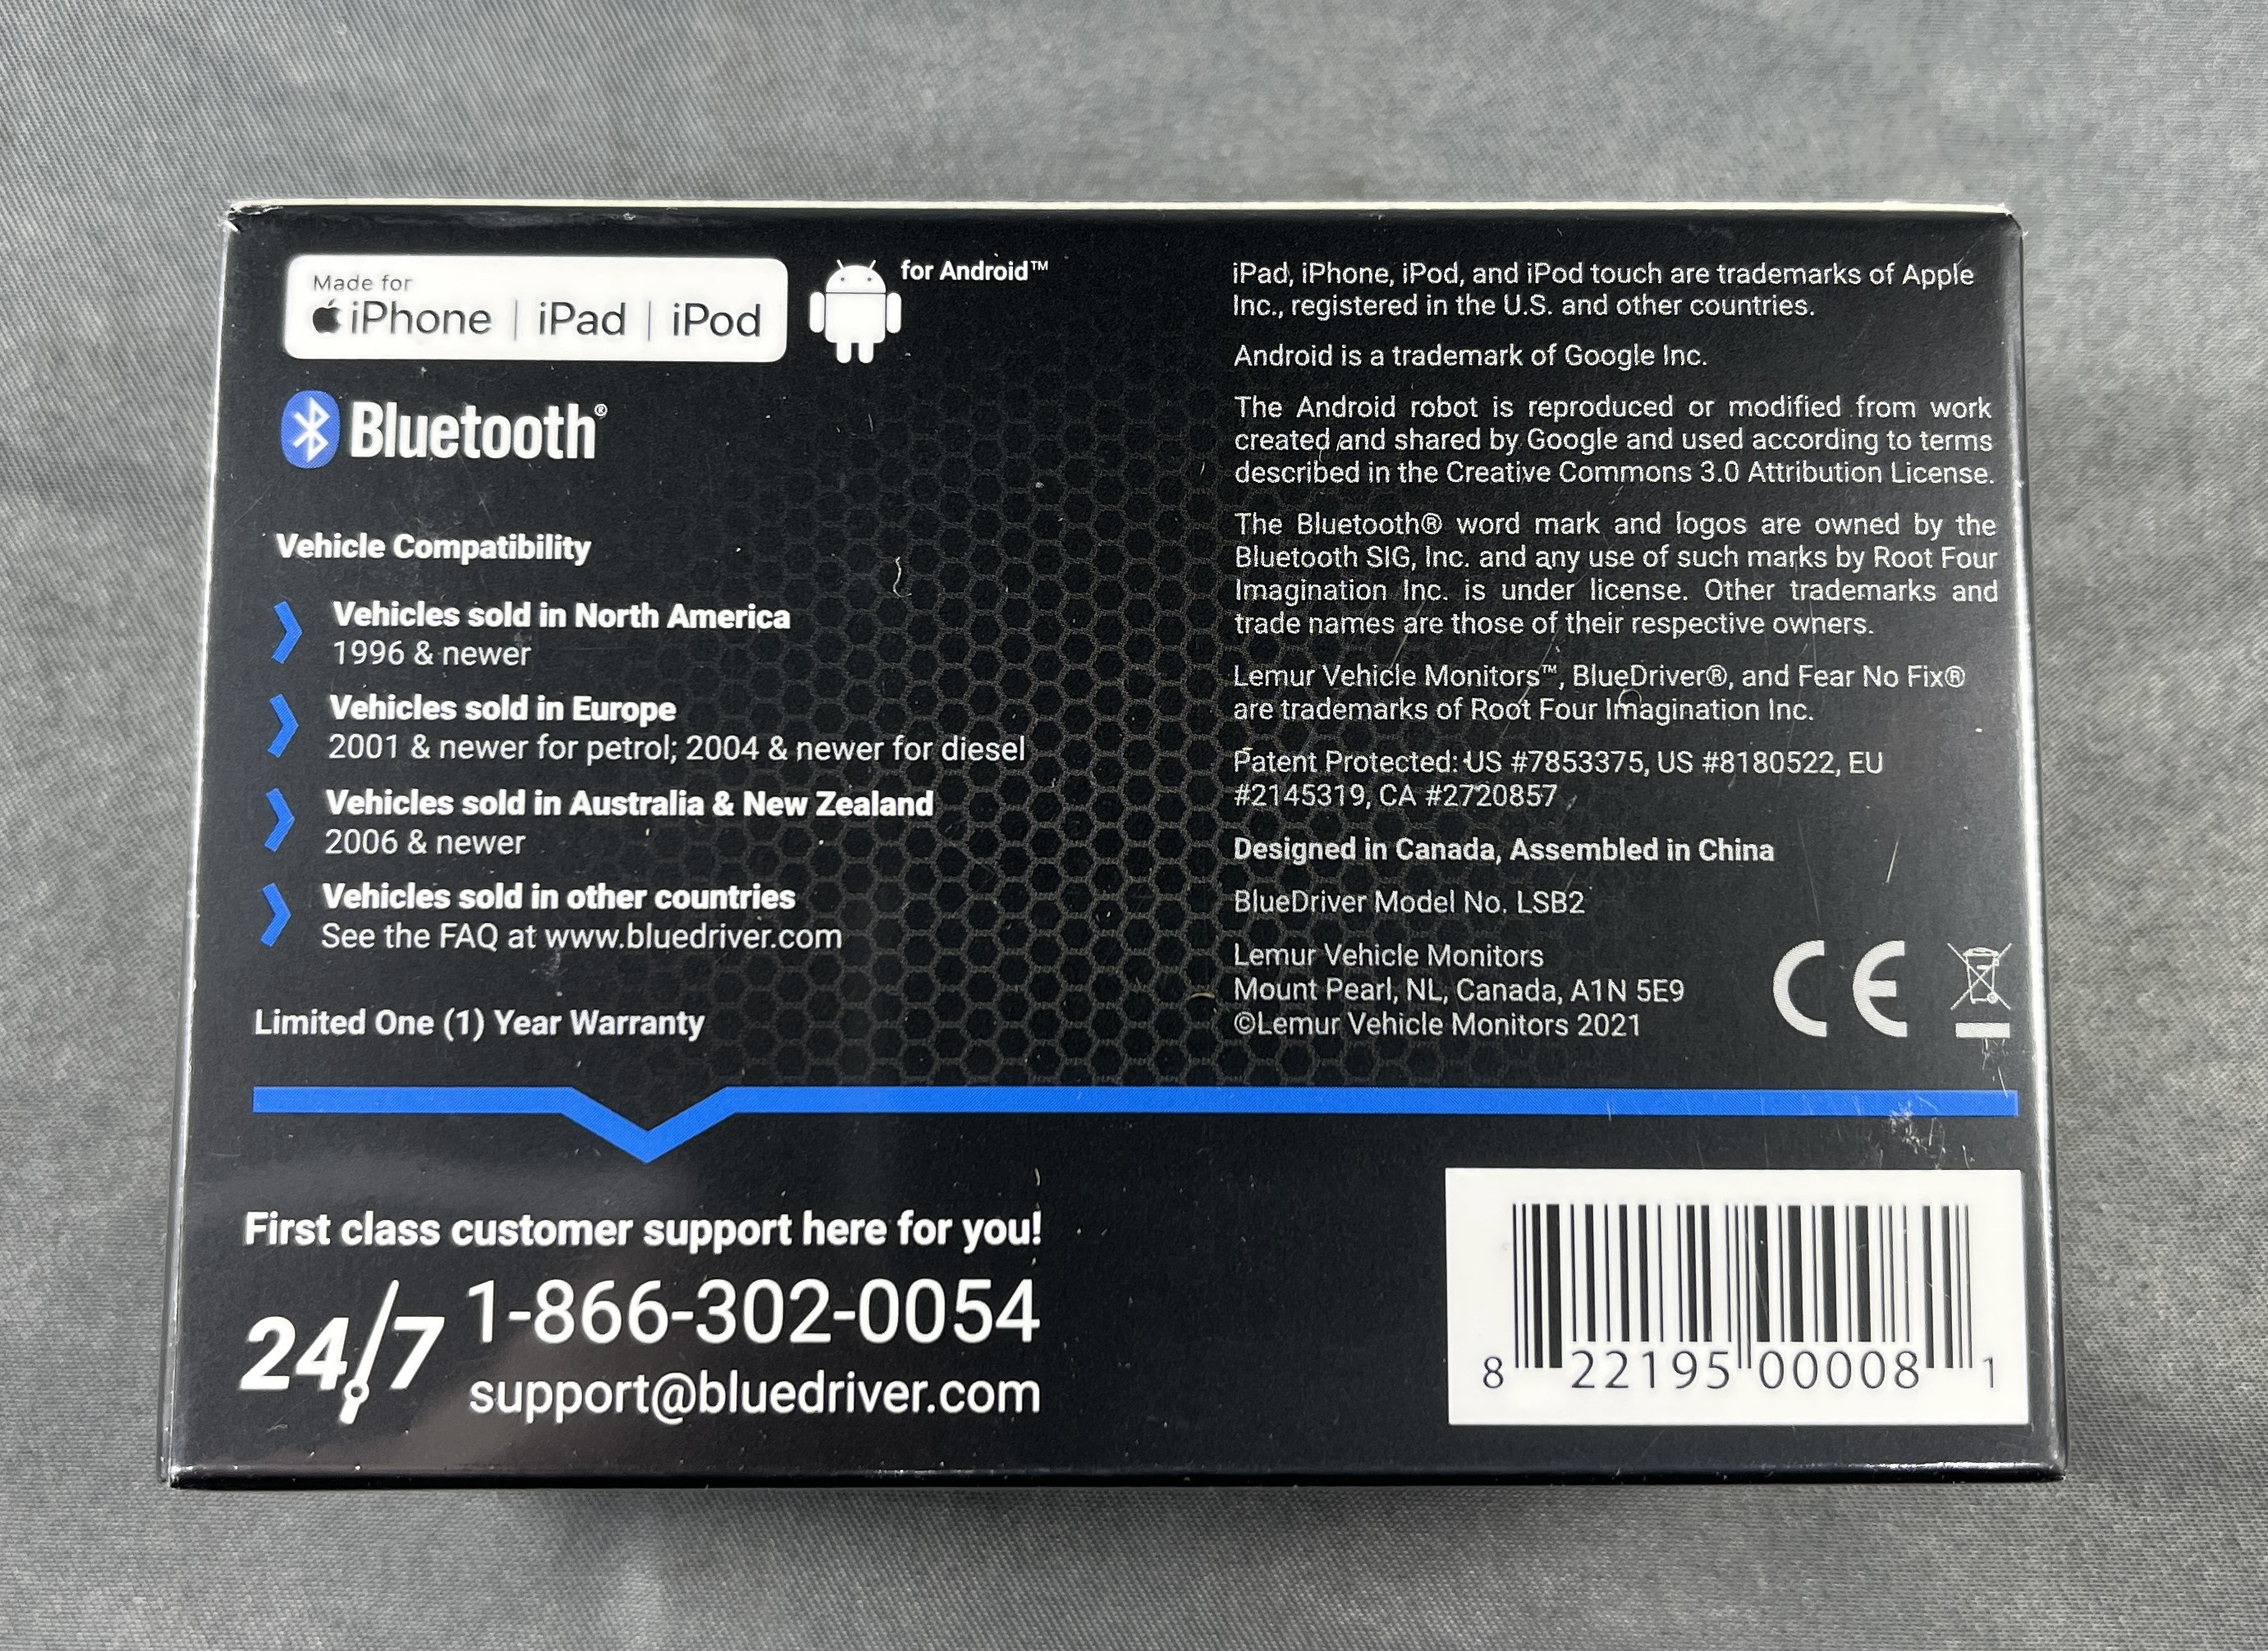 Made for
iPhone | iPad | iPod
for Android™
Bluetooth®
Vehicle Compatibility
Vehicles sold in North America
1996 & newer
Vehicles sold in Europe
2001 & newer for petrol; 2004 & newer for diesel
Vehicles sold in Australia & New Zealand
2006 & newer
Vehicles sold in other countries
See the FAQ at www.bluedriver.com
Limited One (1) Year Warranty
iPad, iPhone, iPod, and iPod touch are trademarks of Apple
Inc., registered in the U.S. and other countries.
Android is a trademark of Google Inc.
The Android robot is reproduced or modified from work
created and shared by Google and used according to terms
described in the Creative Commons 3.0 Attribution License.
The Bluetooth® word mark and logos are owned by the
Bluetooth SIG, Inc. and any use of such marks by Root Four
Imagination Inc. is under license. Other trademarks and
trade names are those of their respective owners.
Lemur Vehicle Monitors™, BlueDriver®, and Fear No Fix®
are trademarks of Root Four Imagination Inc.
Patent Protected: US #7853375, US #8180522, EU
#2145319, CA #2720857
Designed in Canada, Assembled in China
BlueDriver Model No. LSB2
Lemur Vehicle Monitors
Mount Pearl, NL, Canada, A1N 5E9
©Lemur Vehicle Monitors 2021
CE
First class customer support here for you!
24/7 1-866-302-0054
support@bluedriver.com
8 22195 00008 1